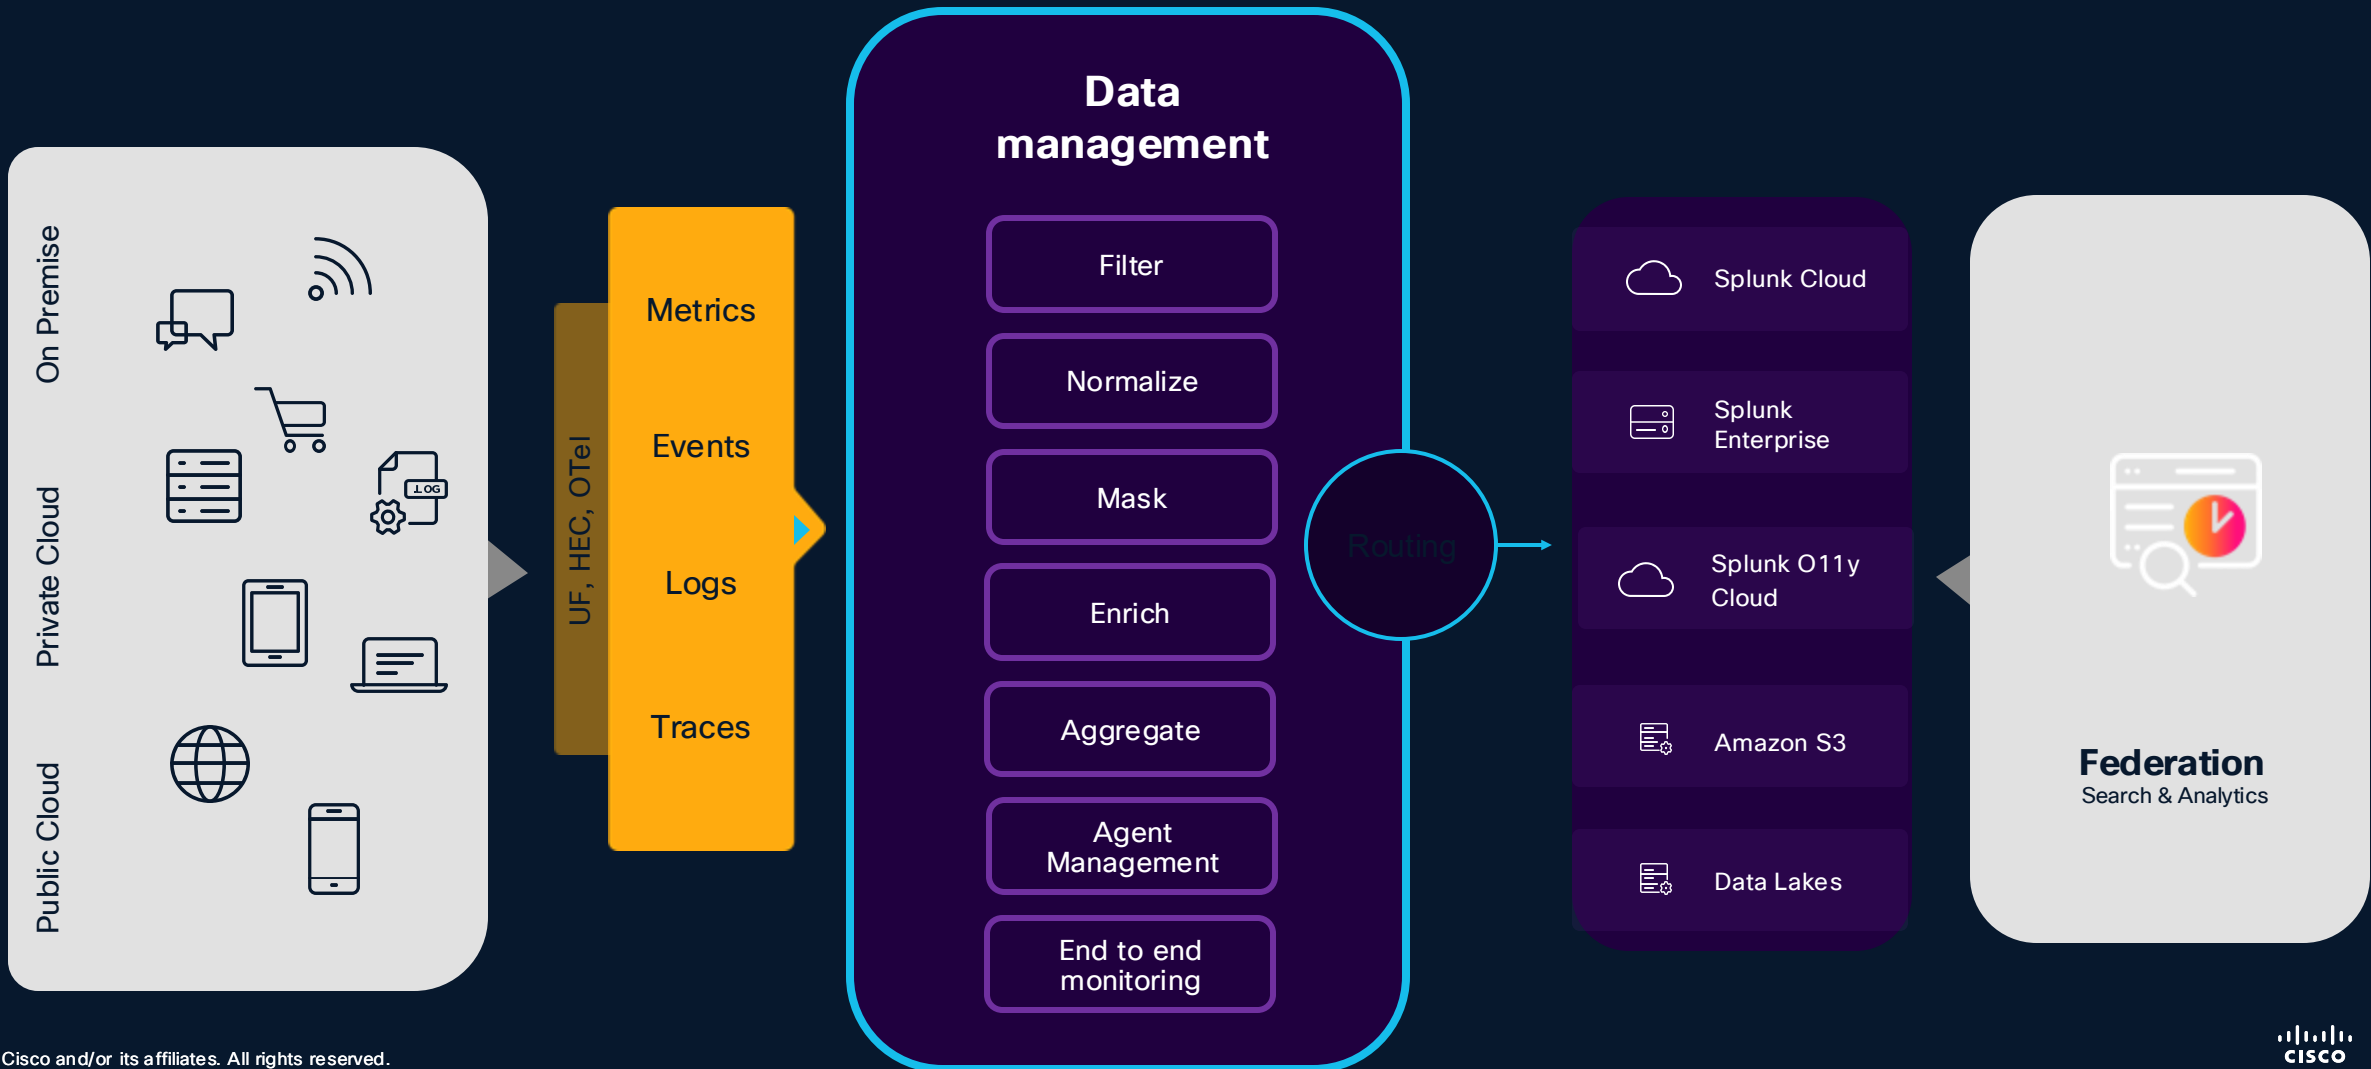 On Premise
Private Cloud
Public Cloud
LOG
UF, HEC, OTel
Metrics
Events
Logs
Traces
Data
management
Filter
Normalize
Mask
Enrich
Aggregate
Agent
Management
End to end
monitoring
Routing
Splunk Cloud
Splunk
Enterprise
Splunk O11y
Cloud
Amazon S3
Data Lakes
Federation
Search & Analytics
Cisco and/or its affiliates. All rights reserved.
CISCO